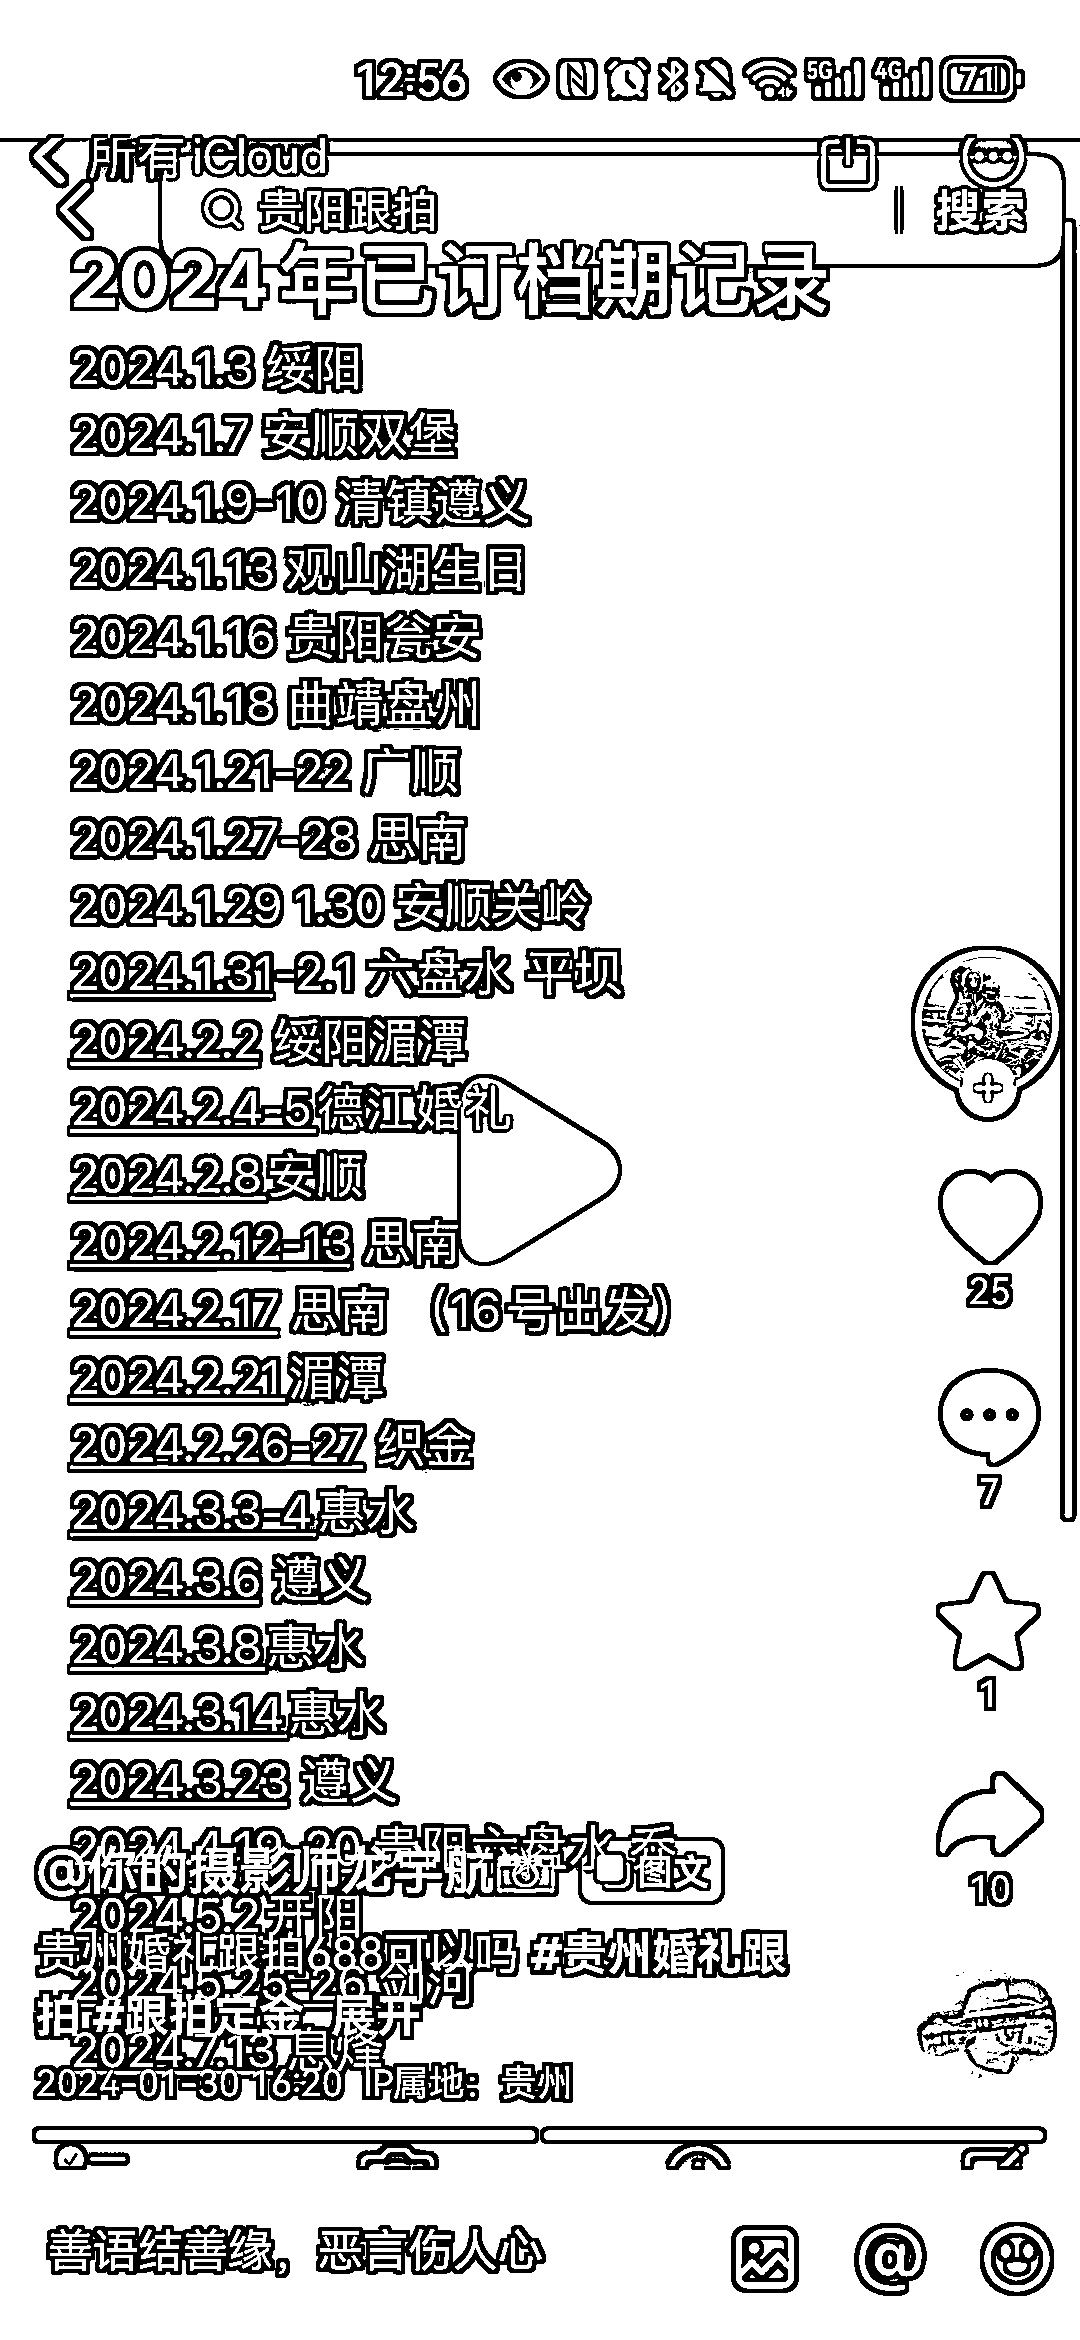 12:56 5G 4G 71
所有 iCloud
贵阳跟拍 搜索
2024年已订档期记录
2024.1.3 绥阳
2024.1.7 安顺双堡
2024.1.9-10 清镇遵义
2024.1.13 观山湖生日
2024.1.16 贵阳瓮安
2024.1.18 曲靖盘州
2024.1.21-22 广顺
2024.1.27-28 思南
2024.1.29 1.30 安顺关岭
2024.1.31-2.1 六盘水 平坝
2024.2.2 绥阳湄潭
2024.2.4-5德江婚礼
2024.2.8安顺
2024.2.12-13 思南
2024.2.17 思南 （16号出发）
25
2024.2.21湄潭
2024.2.26-27 织金
7
2024.3.3-4惠水
2024.3.6 遵义
2024.3.8惠水
1
2024.3.14惠水
2024.3.23 遵义
2024.4.19-20 贵阳六盘水 乔
@你的摄影师龙宇航 图文
10
2024.5.2开阳
贵州婚礼跟拍688可以吗 #贵州婚礼跟
2024.5.25-26 剑河
拍 #跟拍定金 展开
2024.7.13 息烽
2024-01-30 16:20 IP属地：贵州
善语结善缘，恶言伤人心
@